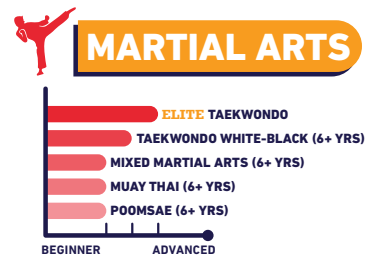 MARTIAL ARTS
ELITE TAEKWONDO
TAEKWONDO WHITE-BLACK (6+ YRS)
MIXED MARTIAL ARTS (6+ YRS)
MUAY THAI (6+ YRS)
POOMSAE (6+ YRS)
BEGINNER ADVANCED